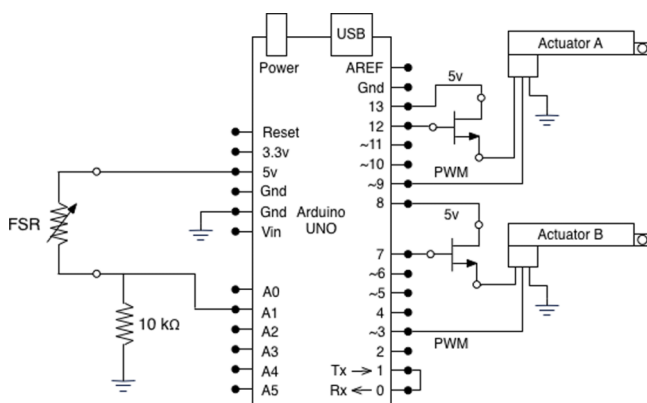 USB
Power
AREF
Gnd
13
12
~11
~10
~9
8
7
~6
~5
4
~3
2
Tx → 1
Rx ← 0
Reset
3.3v
5v
Gnd
Gnd
Vin
Arduino
UNO
A0
A1
A2
A3
A4
A5
FSR
10 kΩ
5v
PWM
Actuator A
5v
PWM
Actuator B